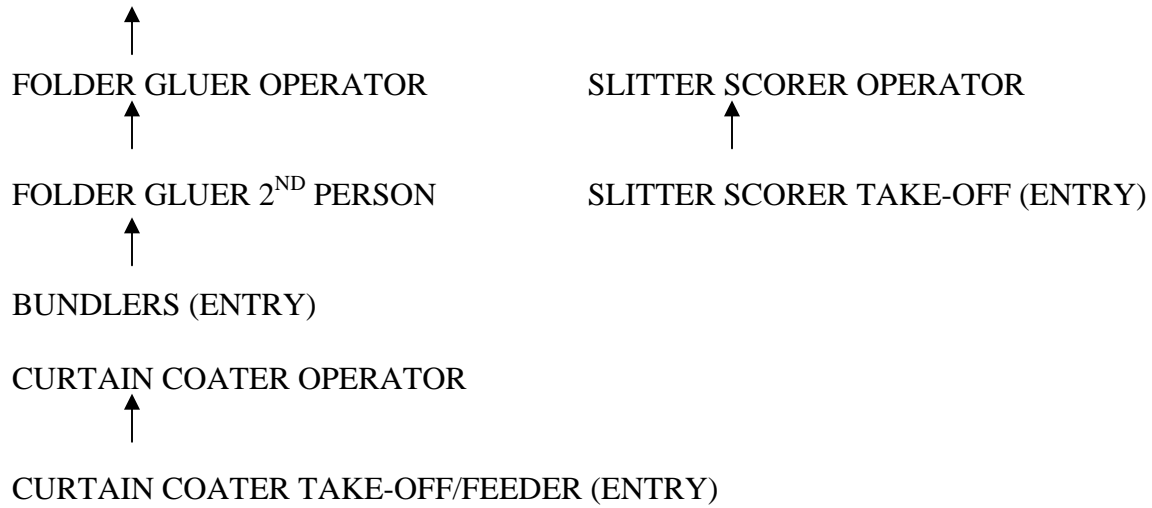 FOLDER GLUER OPERATOR SLITTER SCORER OPERATOR
FOLDER GLUER 2ND PERSON SLITTER SCORER TAKE-OFF (ENTRY)
BUNDLERS (ENTRY)
CURTAIN COATER OPERATOR
CURTAIN COATER TAKE-OFF/FEEDER (ENTRY)